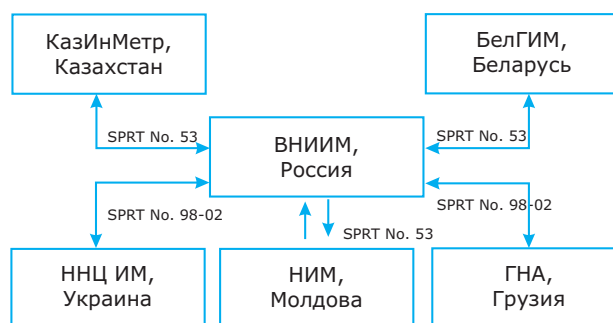 КазИнМетр,
Казахстан
БелГИМ,
Беларусь
SPRT No. 53
SPRT No. 53
ВНИИМ,
Россия
SPRT No. 98-02
SPRT No. 98-02
SPRT No. 53
ННЦ ИМ,
Украина
НИМ,
Молдова
ГНА,
Грузия